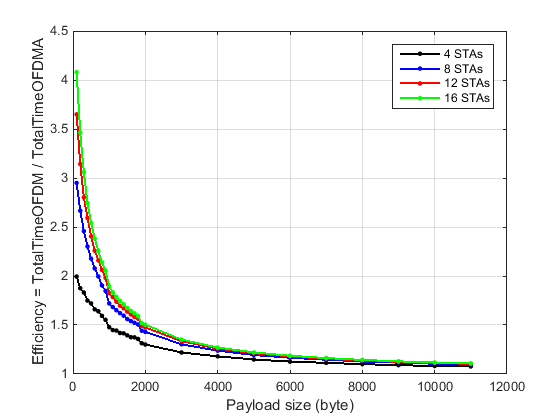 4.5
4
3.5
3
2.5
2
1.5
1
0
2000
4000
6000
8000
10000
12000
Efficiency = TotalTimeOFDM / TotalTimeOFDMA
Payload size (byte)
4 STAs
8 STAs
12 STAs
16 STAs